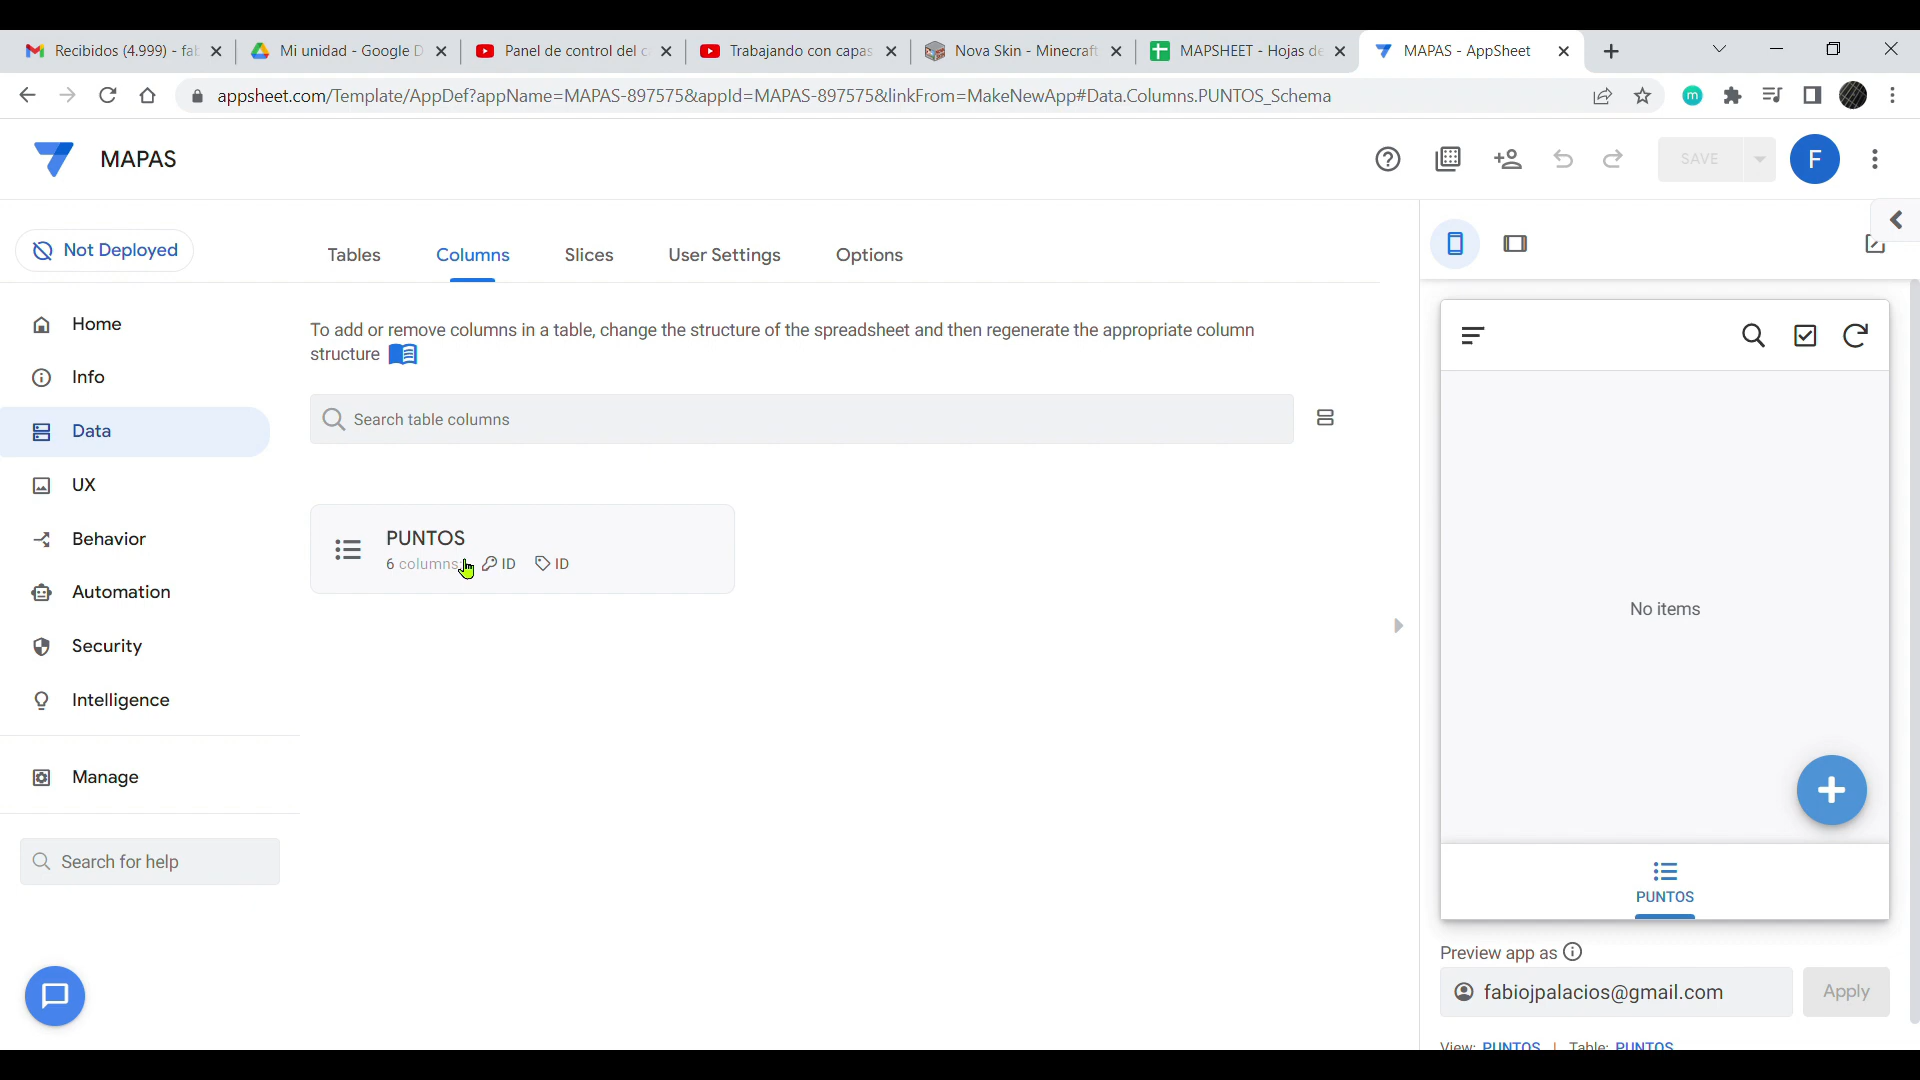 Recibidos (4.999) - fa
Mi unidad - Google D
Panel de control del c
Trabajando con capas
Nova Skin - Minecraft
MAPSHEET - Hojas de
MAPAS - AppSheet
appsheet.com/Template/AppDef?appName=MAPAS-897575&appId=MAPAS-897575&linkFrom=MakeNewApp#Data.Columns.PUNTOS_Schema
m
MAPAS
SAVE
F
Not Deployed
Tables
Columns
Slices
User Settings
Options
Home
Info
Data
UX
Behavior
Automation
Security
Intelligence
Manage
Search for help
To add or remove columns in a table, change the structure of the spreadsheet and then regenerate the appropriate column
structure
Search table columns
PUNTOS
6 columns: ID ID
No items
PUNTOS
Preview app as
fabiojpalacios@gmail.com
Apply
View: PUNTOS | Table: PUNTOS